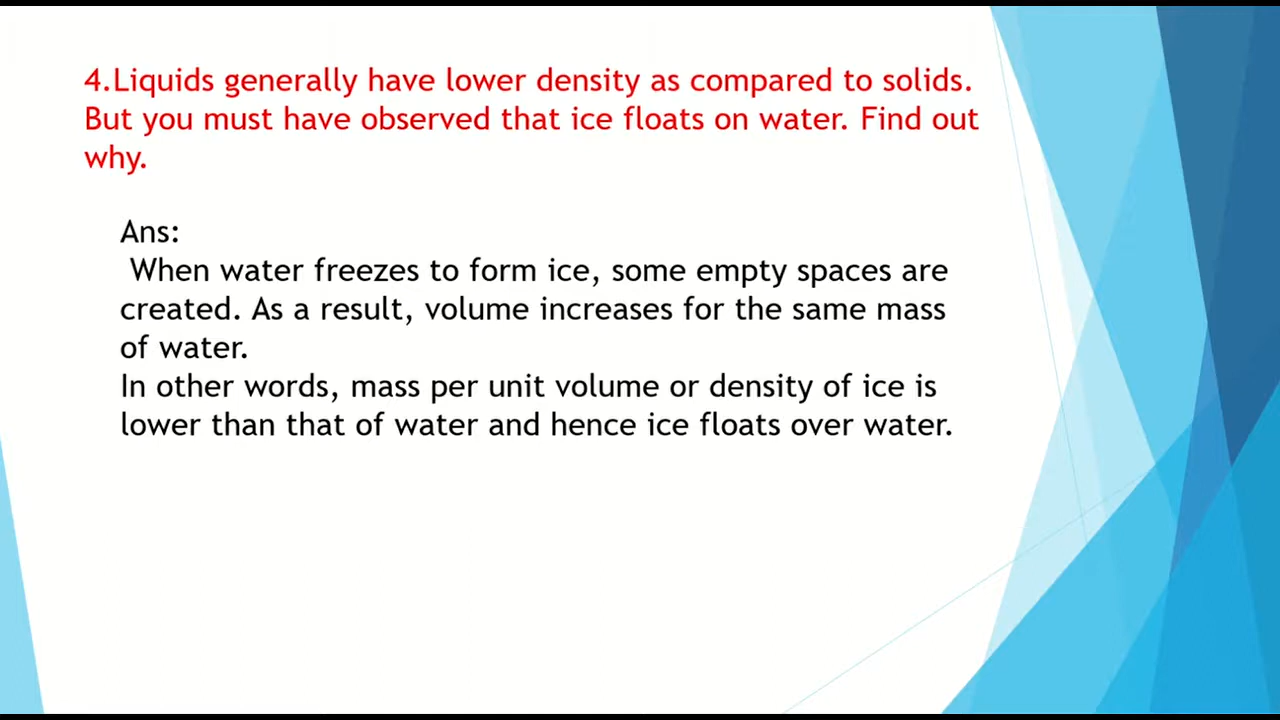 4.Liquids generally have lower density as compared to solids.
But you must have observed that ice floats on water. Find out
why.
Ans:
When water freezes to form ice, some empty spaces are
created. As a result, volume increases for the same mass
of water.
In other words, mass per unit volume or density of ice is
lower than that of water and hence ice floats over water.